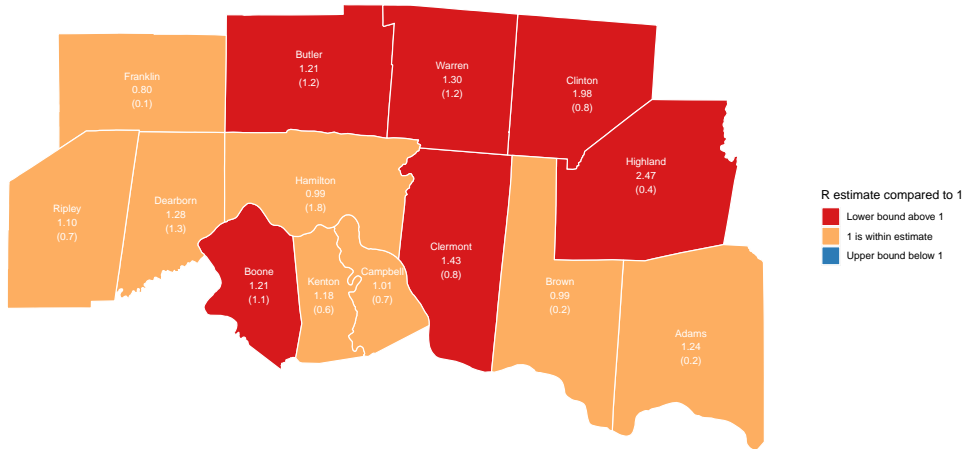 Butler
1.21
(1.2)
Warren
1.30
(1.2)
Clinton
1.98
(0.8)
Franklin
0.80
(0.1)
Highland
2.47
(0.4)
Hamilton
0.99
(1.8)
Dearborn
1.28
(1.3)
Ripley
1.10
(0.7)
Clermont
1.43
(0.8)
Boone
1.21
(1.1)
Kenton
1.18
(0.6)
Campbell
1.01
(0.7)
Brown
0.99
(0.2)
Adams
1.24
(0.2)
R estimate compared to 1
Lower bound above 1
1 is within estimate
Upper bound below 1